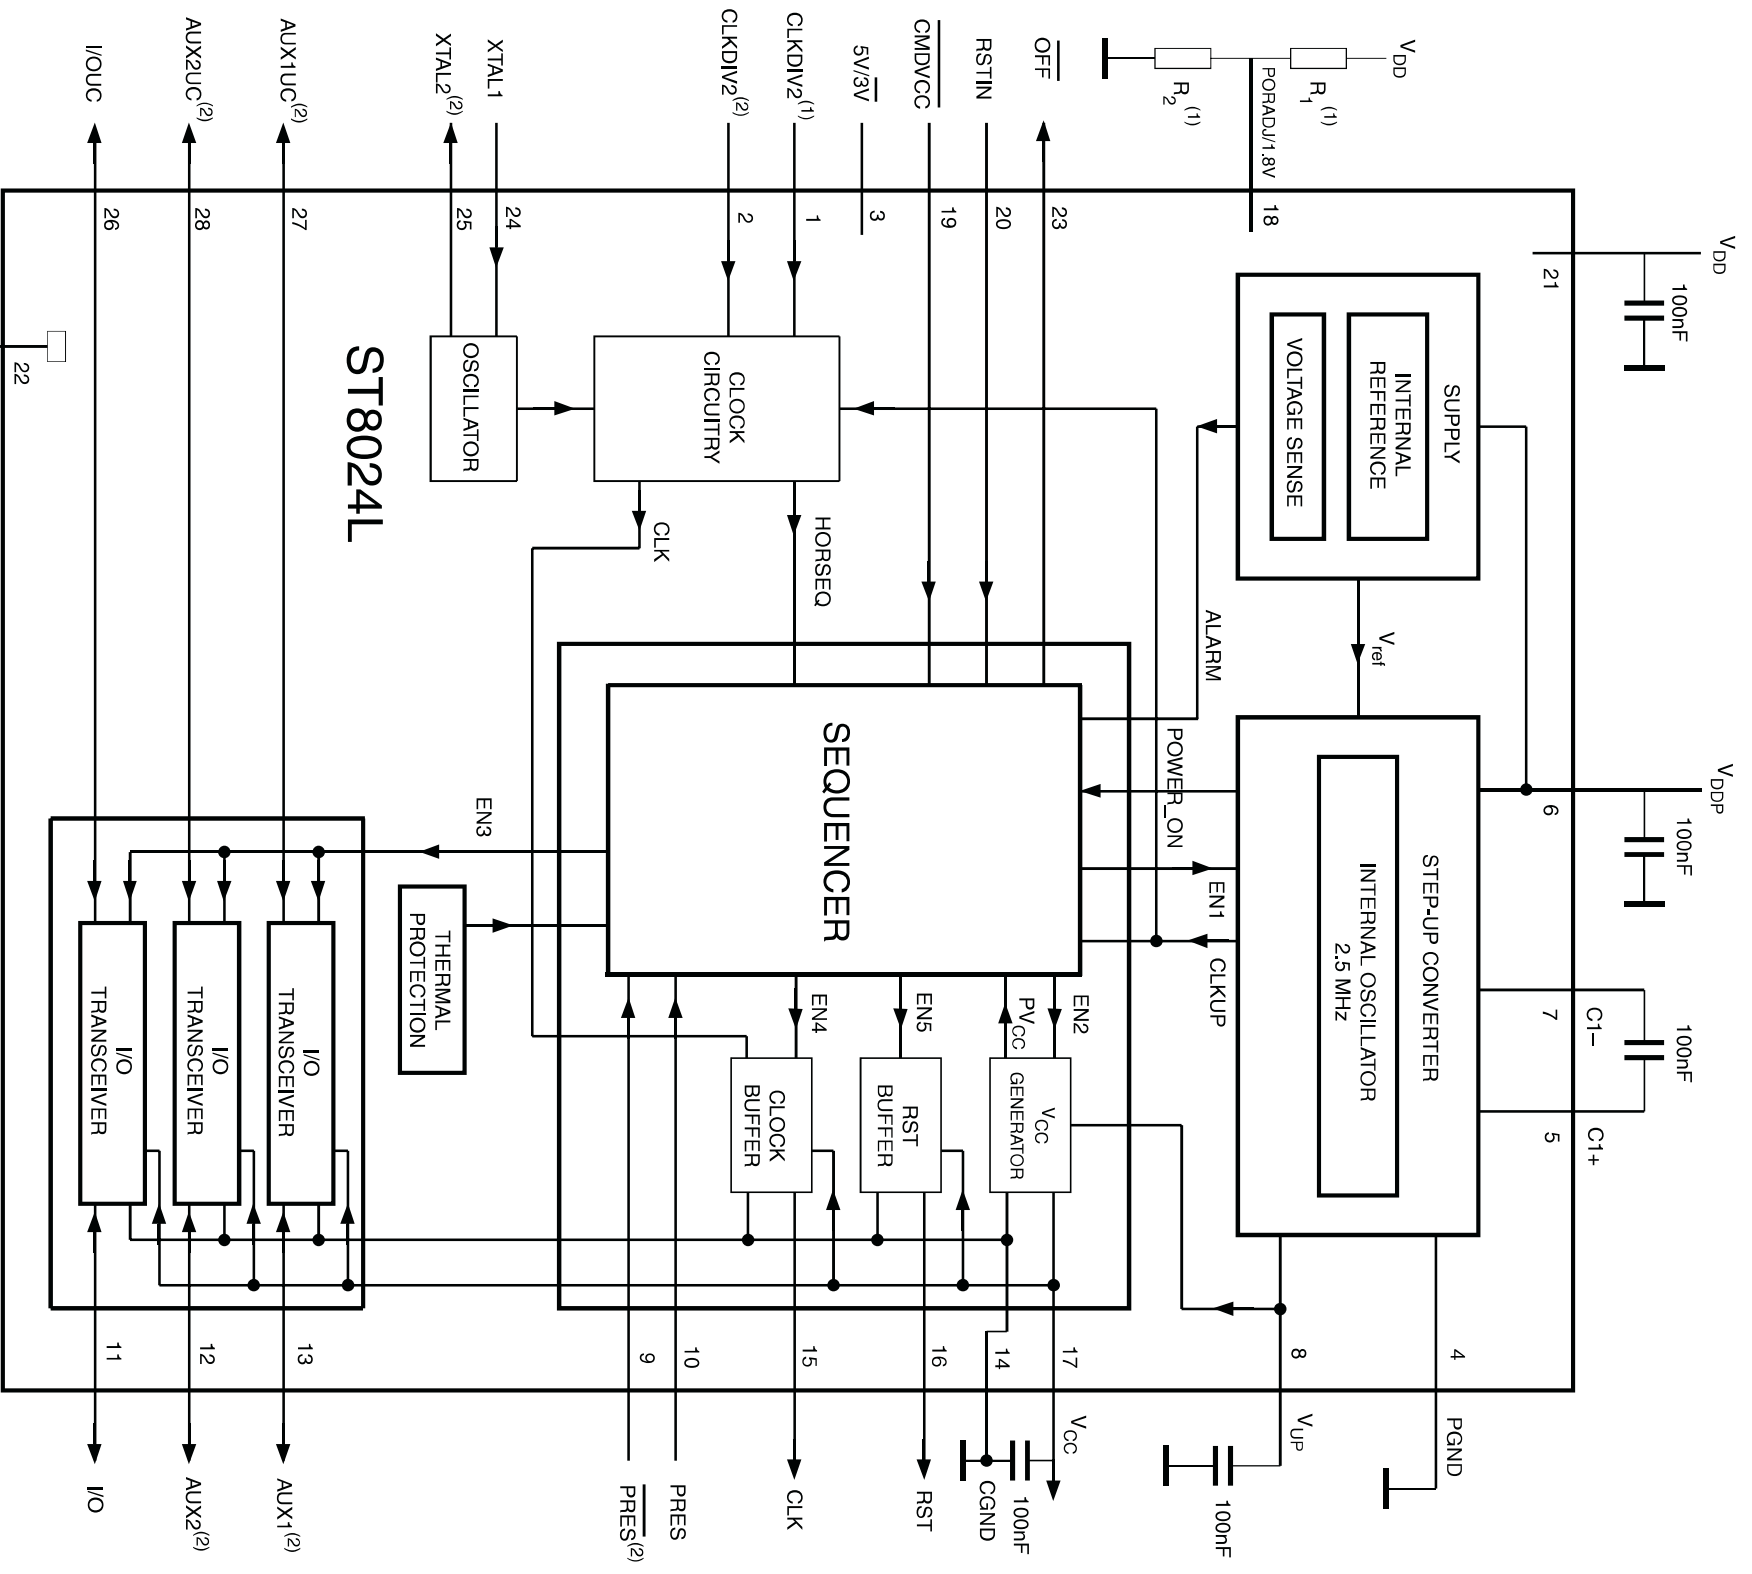 VDD
100nF
VDDP
100nF
100nF
C1–
C1+
21
6
7
5
SUPPLY
INTERNAL
REFERENCE
VOLTAGE SENSE
Vref
STEP-UP CONVERTER
INTERNAL OSCILLATOR
2.5 MHz
4
PGND
8
VUP
100nF
VDD
R1(1)
PORADJ/1.8V
R2(1)
18
ALARM
EN1
CLKUP
POWER_ON
OFF
23
RSTIN
20
CMDVCC
19
5V/3V
3
CLKDIV2(1)
1
CLKDIV2(2)
2
CLOCK
CIRCUITRY
HORSEQ
CLK
SEQUENCER
EN2
PVCC
EN5
EN4
VCC
GENERATOR
RST
BUFFER
CLOCK
BUFFER
17
VCC
14
100nF
CGND
16
RST
15
CLK
10
PRES
9
PRES(2)
XTAL1
24
XTAL2(2)
25
OSCILLATOR
EN3
THERMAL
PROTECTION
ST8024L
AUX1UC(2)
27
I/O
TRANSCEIVER
13
AUX1(2)
AUX2UC(2)
28
I/O
TRANSCEIVER
12
AUX2(2)
I/OUC
26
I/O
TRANSCEIVER
11
I/O
22